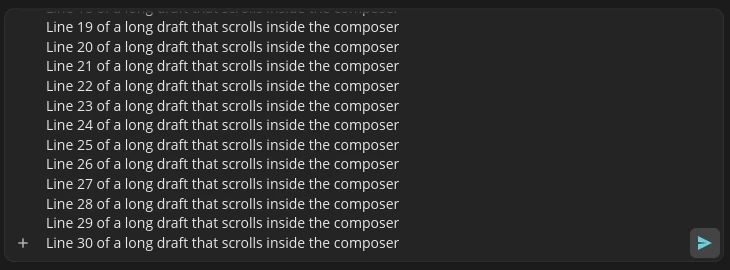 Line 19 of a long draft that scrolls inside the composer
Line 20 of a long draft that scrolls inside the composer
Line 21 of a long draft that scrolls inside the composer
Line 22 of a long draft that scrolls inside the composer
Line 23 of a long draft that scrolls inside the composer
Line 24 of a long draft that scrolls inside the composer
Line 25 of a long draft that scrolls inside the composer
Line 26 of a long draft that scrolls inside the composer
Line 27 of a long draft that scrolls inside the composer
Line 28 of a long draft that scrolls inside the composer
Line 29 of a long draft that scrolls inside the composer
Line 30 of a long draft that scrolls inside the composer